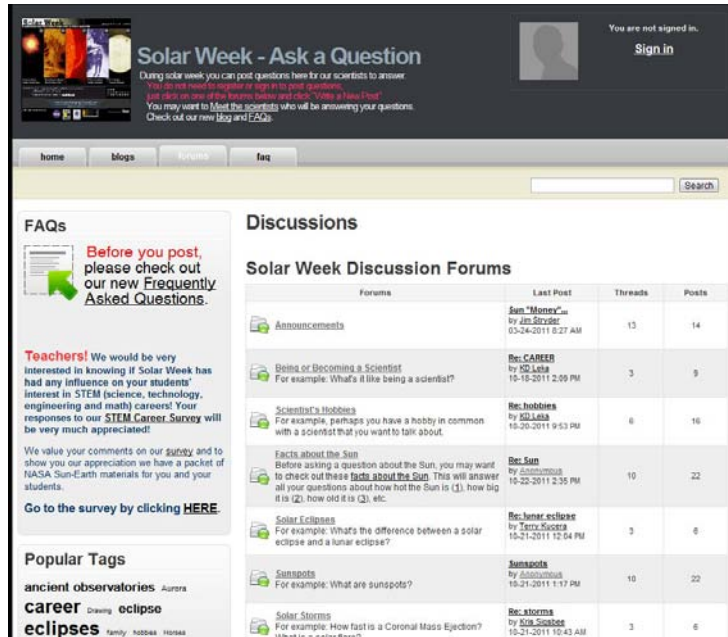 Solar Week
Solar Week - Ask a Question
During solar week you can post questions here for our scientists to answer.
You do not need to register or sign in to post questions,
just click on one of the forums below and click "Write a New Post"
You may want to Meet the scientists who will be answering your questions.
Check out our new blog and FAQs.
You are not signed in.
Sign in
home blogs forums faq
Search
FAQs
Before you post,
please check out
our new Frequently
Asked Questions.
Teachers! We would be very
interested in knowing if Solar Week has
had any influence on your students'
interest in STEM (science, technology,
engineering and math) careers! Your
responses to our STEM Career Survey will
be very much appreciated!
We value your comments on our survey and to
show you our appreciation we have a packet of
NASA Sun-Earth materials for you and your
students.
Go to the survey by clicking HERE.
Popular Tags
ancient observatories Aurora
career Drawing eclipse
eclipses family hobbies Horses
Discussions
Solar Week Discussion Forums
Forums Last Post Threads Posts
Announcements
Sun "Money"...
by Jim Stryder
03-24-2011 8:27 AM
13 14
Being or Becoming a Scientist
For example: What's it like being a scientist?
Re: CAREER
by KD Leka
10-18-2011 2:09 PM
3 9
Scientist's Hobbies
For example, perhaps you have a hobby in common
with a scientist that you want to talk about.
Re: hobbies
by KD Leka
10-20-2011 9:53 PM
6 16
Facts about the Sun
Before asking a question about the Sun, you may want
to check out these facts about the Sun. This will answer
all your questions about how hot the Sun is (1), how big
it is (2), how old it is (3), etc.
Re: Sun
by Anonymous
10-22-2011 2:35 PM
10 22
Solar Eclipses
For example: What's the difference between a solar
eclipse and a lunar eclipse?
Re: lunar eclipse
by Terry Kucera
10-21-2011 12:04 PM
3 6
Sunspots
For example: What are sunspots?
Sunspots
by Anonymous
10-21-2011 1:17 PM
10 22
Solar Storms
For example: How fast is a Coronal Mass Ejection?
What is a solar flare?
Re: storms
by Kris Sigsbee
10-21-2011 10:43 AM
3 6